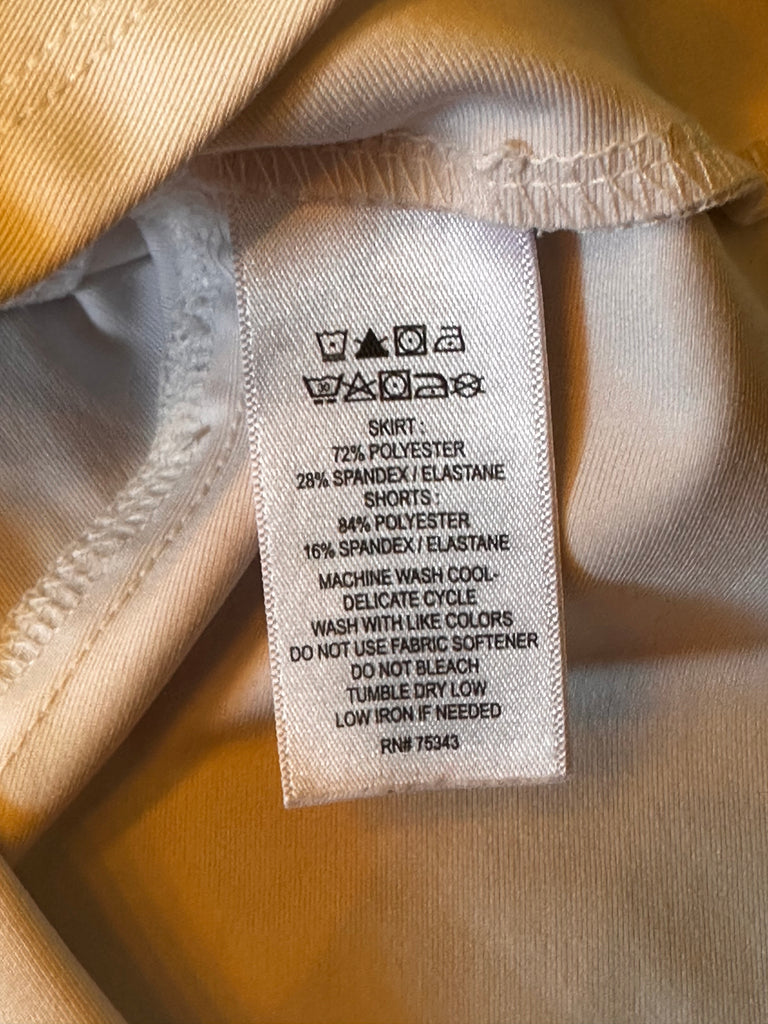 30
SKIRT :
72% POLYESTER
28% SPANDEX / ELASTANE
SHORTS :
84% POLYESTER
16% SPANDEX / ELASTANE
MACHINE WASH COOL-
DELICATE CYCLE
WASH WITH LIKE COLORS
DO NOT USE FABRIC SOFTENER
DO NOT BLEACH
TUMBLE DRY LOW
LOW IRON IF NEEDED
RN# 75343